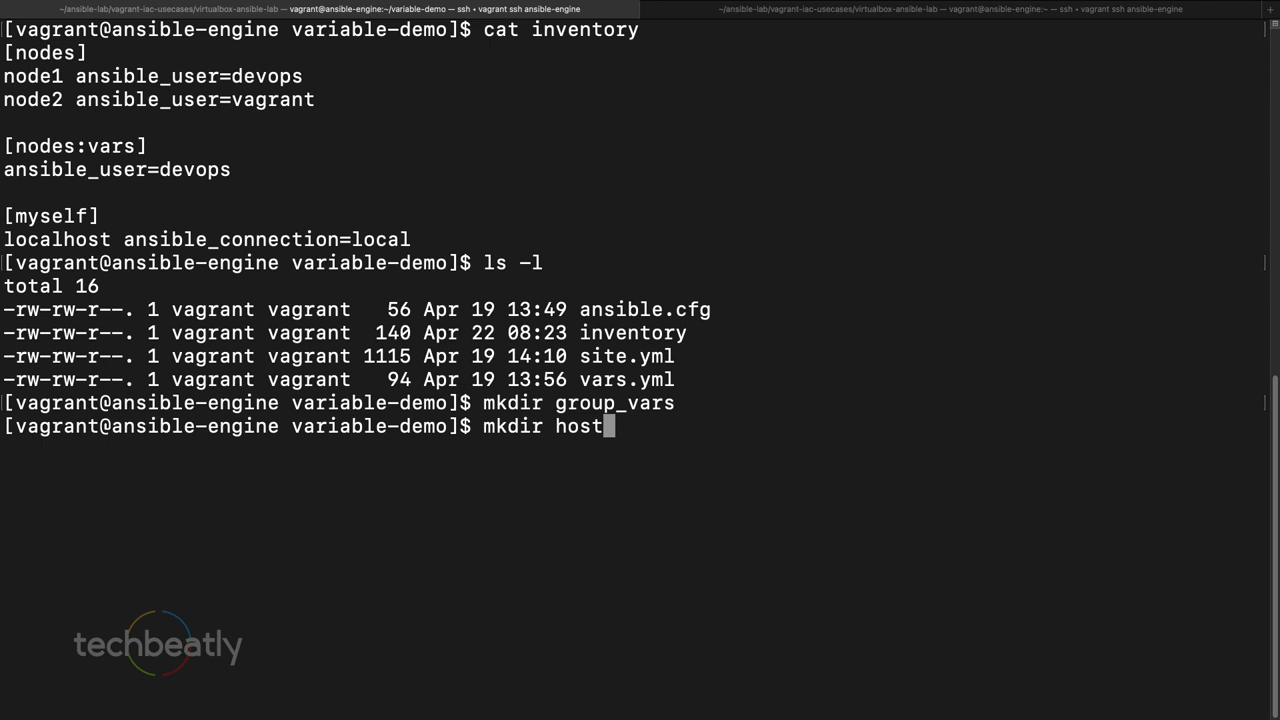 ~/ansible-lab/vagrant-iac-usecases/virtualbox-ansible-lab — vagrant@ansible-engine:~/variable-demo — ssh • vagrant ssh ansible-engine
~/ansible-lab/vagrant-iac-usecases/virtualbox-ansible-lab — vagrant@ansible-engine:~ — ssh • vagrant ssh ansible-engine
[vagrant@ansible-engine variable-demo]$ cat inventory
[nodes]
node1 ansible_user=devops
node2 ansible_user=vagrant
[nodes:vars]
ansible_user=devops
[myself]
localhost ansible_connection=local
[vagrant@ansible-engine variable-demo]$ ls -l
total 16
-rw-rw-r--. 1 vagrant vagrant   56 Apr 19 13:49 ansible.cfg
-rw-rw-r--. 1 vagrant vagrant  140 Apr 22 08:23 inventory
-rw-rw-r--. 1 vagrant vagrant 1115 Apr 19 14:10 site.yml
-rw-rw-r--. 1 vagrant vagrant   94 Apr 19 13:56 vars.yml
[vagrant@ansible-engine variable-demo]$ mkdir group_vars
[vagrant@ansible-engine variable-demo]$ mkdir host
techbeatly